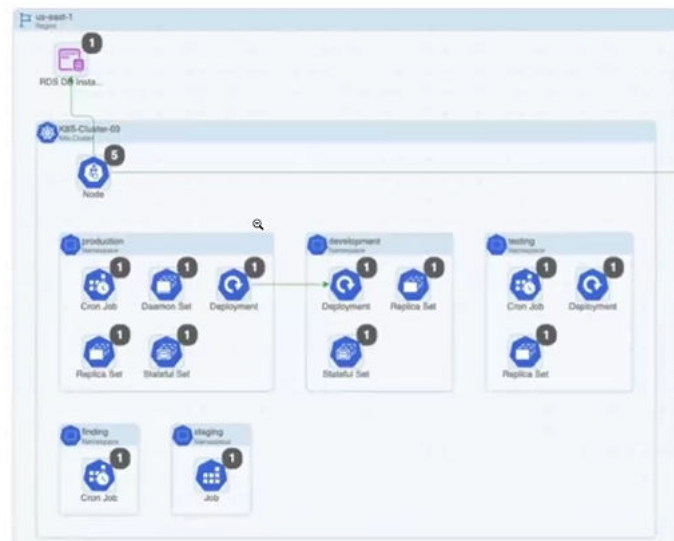 us-east-1
Region
1
RDS DB Insta...
K8S-Cluster-03
K8s Cluster
5
Node
production
Namespace
development
Namespace
testing
Namespace
1 1 1 1 1 1 1
Cron Job Daemon Set Deployment Deployment Replica Set Cron Job Deployment
1 1 1 1
Replica Set Stateful Set Stateful Set Replica Set
finding
Namespace
staging
Namespace
1 1
Cron Job Job